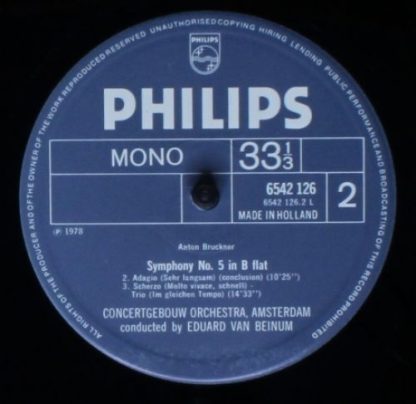 ALL RIGHTS OF THE PRODUCER AND OF THE OWNER OF THE WORK REPRODUCED RESERVED UNAUTHORISED COPYING HIRING LENDING PUBLIC PERFORMANCE AND BROADCASTING OF THIS RECORD PROHIBITED
PHILIPS
PHILIPS
MONO
33 1/3
6542 126
6542 126.2 L
MADE IN HOLLAND
2
℗ 1978
Anton Bruckner
Symphony No. 5 in B flat
2. Adagio (Sehr langsam) (conclusion) (10'25'')
3. Scherzo (Molto vivace, schnell) -
Trio (Im gleichen Tempo) (14'33'')
CONCERTGEBOUW ORCHESTRA, AMSTERDAM
conducted by EDUARD VAN BEINUM